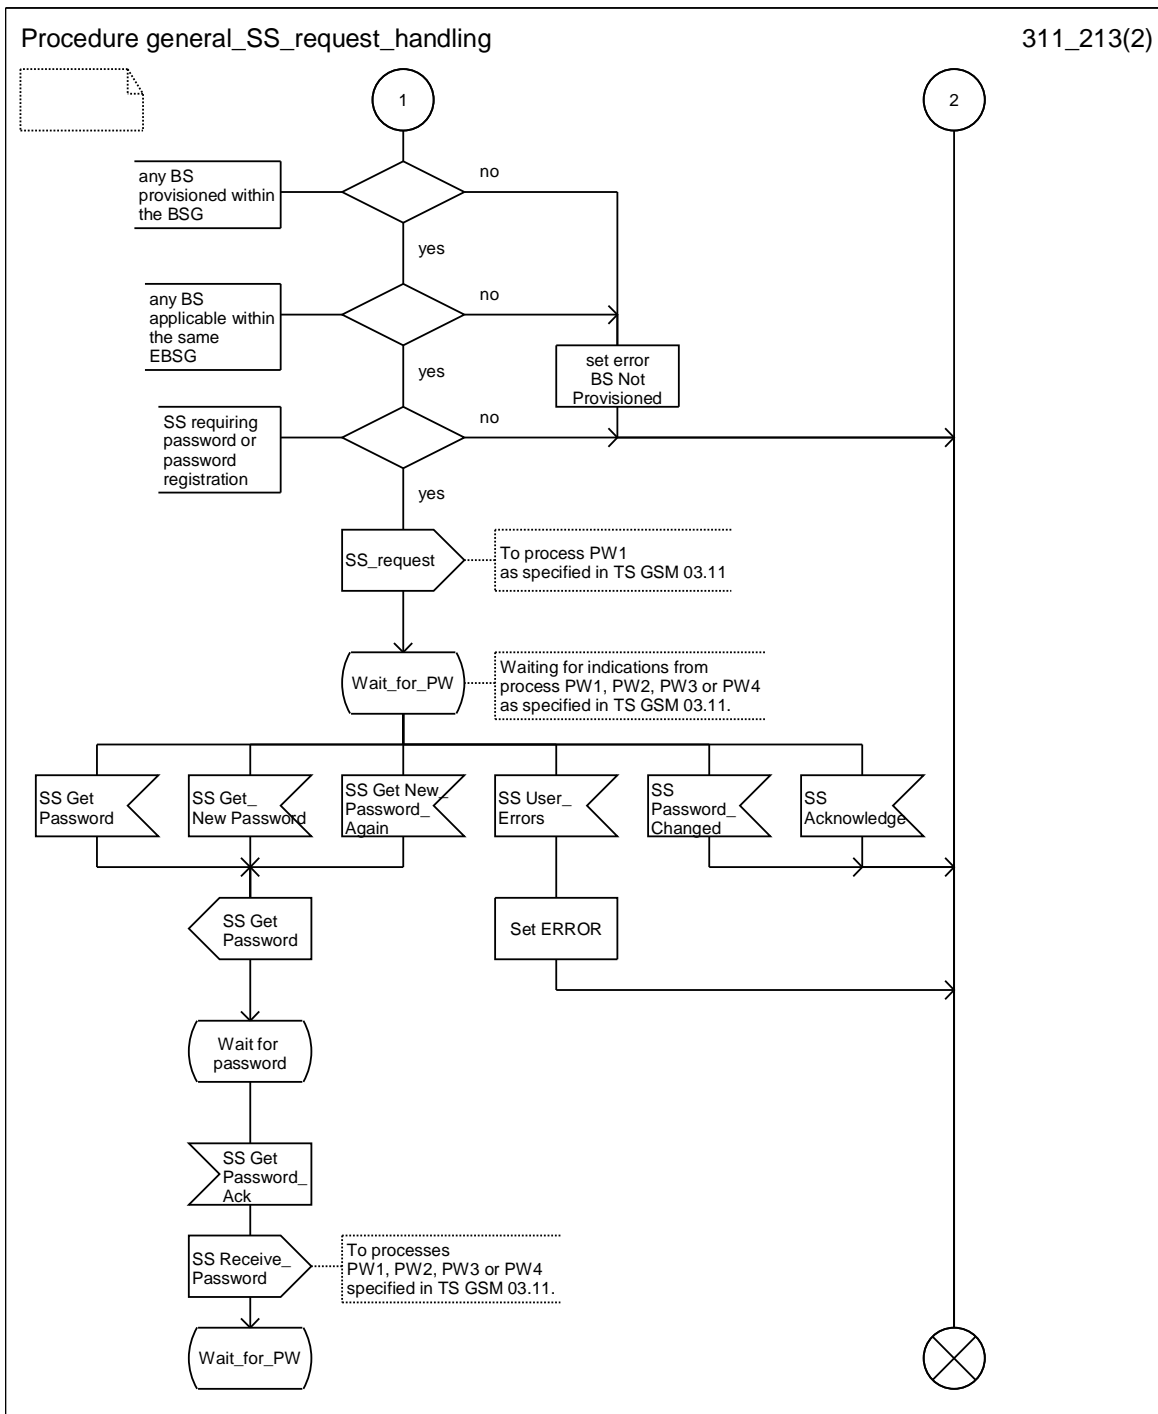 Procedure general_SS_request_handling
311_213(2)
1
2
any BS
provisioned within
the BSG
no
yes
any BS
applicable within
the same
EBSG
no
set error
BS Not
Provisioned
yes
SS requiring
password or
password
registration
no
yes
SS_request
To process PW1
as specified in TS GSM 03.11
Wait_for_PW
Waiting for indications from
process PW1, PW2, PW3 or PW4
as specified in TS GSM 03.11.
SS Get
Password
SS Get_
New Password
SS Get New_
Password_
Again
SS User_
Errors
SS
Password_
Changed
SS
Acknowledge
SS Get
Password
Set ERROR
Wait for
password
SS Get
Password_
Ack
SS Receive_
Password
To processes
PW1, PW2, PW3 or PW4
specified in TS GSM 03.11.
Wait_for_PW